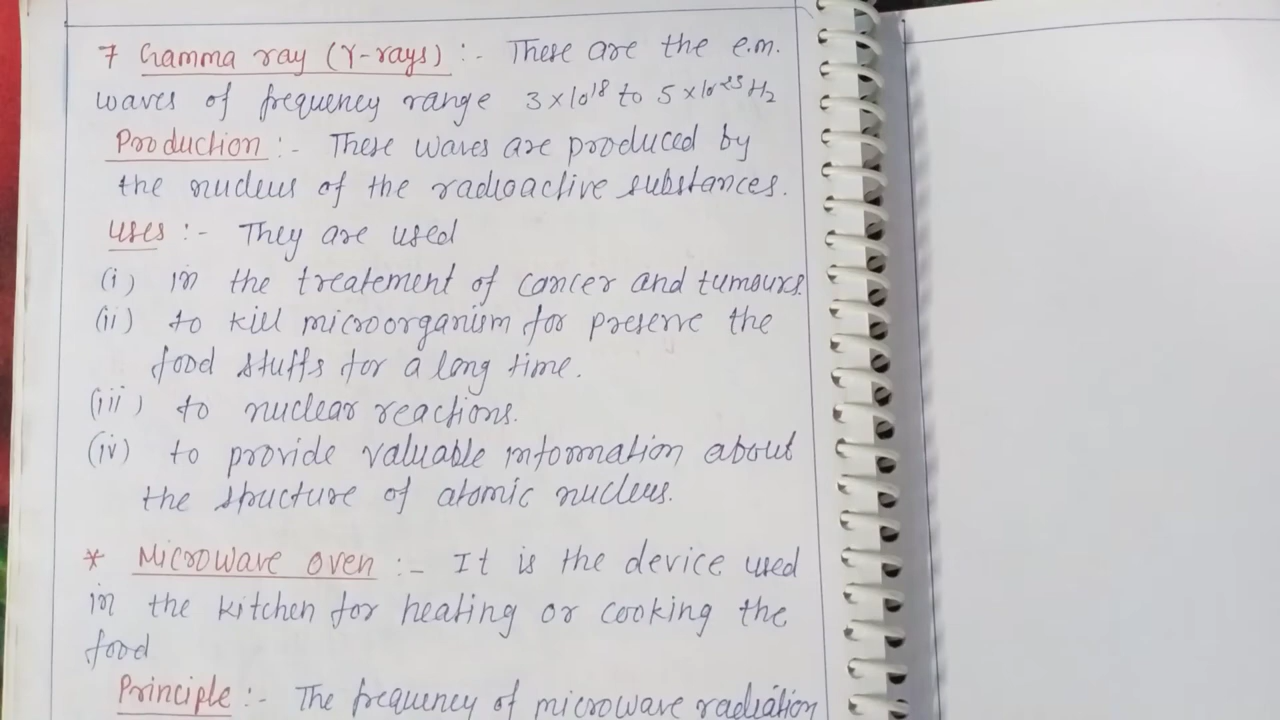 7 Gamma ray (γ-rays) :- These are the e.m.
waves of frequency range 3×10¹⁸ to 5×10²³ Hz
Production :- These waves are produced by
the nucleus of the radioactive substances.
Uses :- They are used
(i) in the treatement of cancer and tumours.
(ii) to kill microorganism for preserve the
food stuffs for a long time.
(iii) to nuclear reactions.
(iv) to provide valuable information about
the structure of atomic nucleus.
* Microwave oven :- It is the device used
in the kitchen for heating or cooking the
food
Principle :- The frequency of microwave radiation